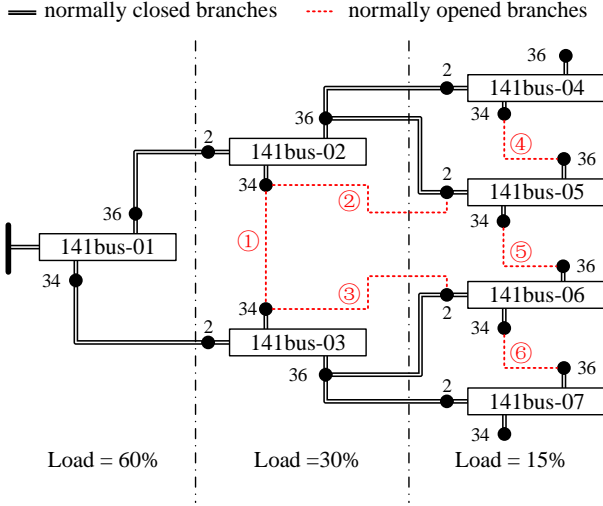 normally closed branches normally opened branches
36
2
141bus-04
34
36
④
2
141bus-02
36
34
2
141bus-05
②
34
36
141bus-01
34
①
⑤
36
③
34
2
141bus-06
2
141bus-03
34
⑥
36
36
2
141bus-07
34
Load = 60% Load =30% Load = 15%